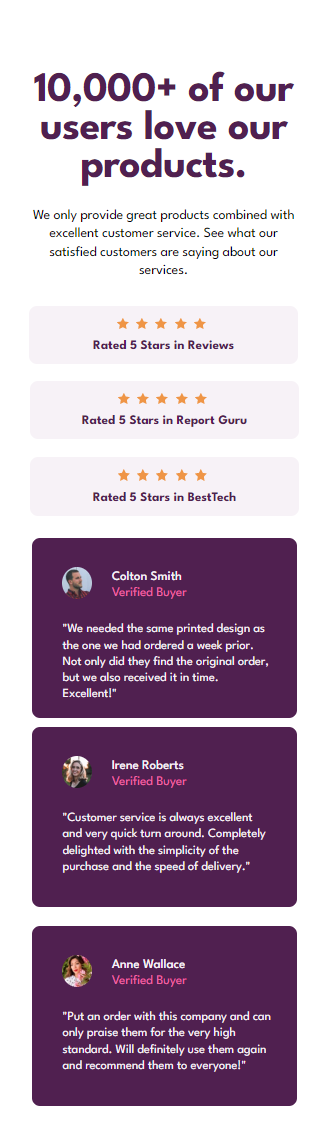 10,000+ of our
users love our
products.
We only provide great products combined with
excellent customer service. See what our
satisfied customers are saying about our
services.
Rated 5 Stars in Reviews
Rated 5 Stars in Report Guru
Rated 5 Stars in BestTech
Colton Smith
Verified Buyer
"We needed the same printed design as
the one we had ordered a week prior.
Not only did they find the original order,
but we also received it in time.
Excellent!"
Irene Roberts
Verified Buyer
"Customer service is always excellent
and very quick turn around. Completely
delighted with the simplicity of the
purchase and the speed of delivery."
Anne Wallace
Verified Buyer
"Put an order with this company and can
only praise them for the very high
standard. Will definitely use them again
and recommend them to everyone!"